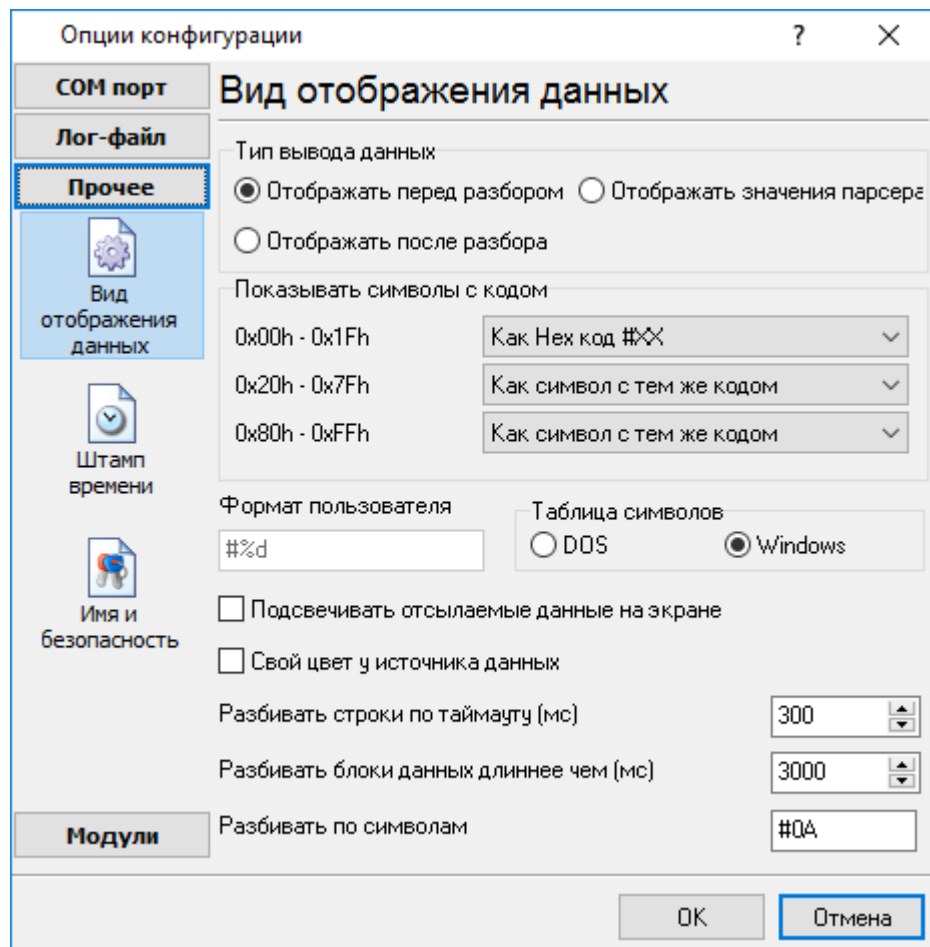 Опции конфигурации
?
COM порт
Лог-файл
Прочее
Вид
отображения
данных
Штамп
времени
Имя и
безопасность
Модули
Вид отображения данных
Тип вывода данных
Отображать перед разбором Отображать значения парсера
Отображать после разбора
Показывать символы с кодом
0x00h - 0x1Fh Как Hex код #XX
0x20h - 0x7Fh Как символ с тем же кодом
0x80h - 0xFFh Как символ с тем же кодом
Формат пользователя
#%d
Таблица символов
DOS Windows
Подсвечивать отсылаемые данные на экране
Свой цвет у источника данных
Разбивать строки по таймауту (мс) 300
Разбивать блоки данных длиннее чем (мс) 3000
Разбивать по символам #0A
OK Отмена